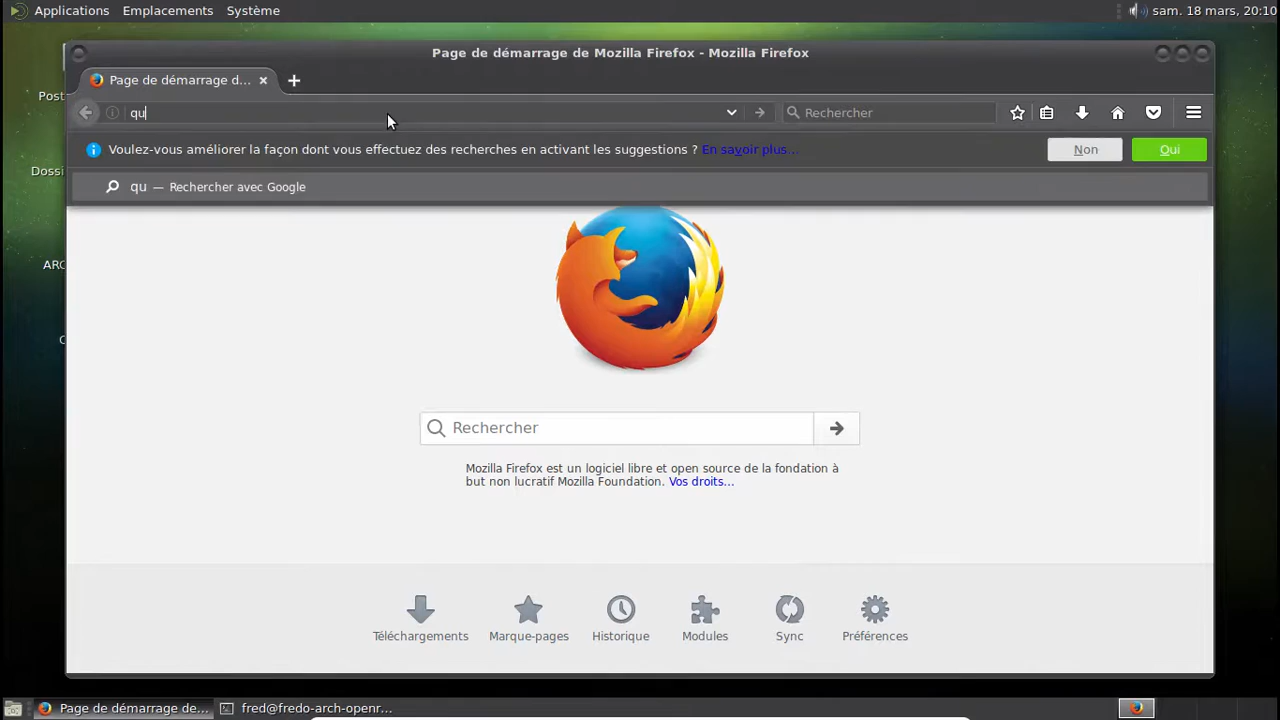 Applications Emplacements Système sam. 18 mars, 20:10
Page de démarrage de Mozilla Firefox - Mozilla Firefox
Page de démarrage d...
qu Rechercher
Voulez-vous améliorer la façon dont vous effectuez des recherches en activant les suggestions ? En savoir plus... Non Oui
qu — Rechercher avec Google
Rechercher
Mozilla Firefox est un logiciel libre et open source de la fondation à
but non lucratif Mozilla Foundation. Vos droits...
Téléchargements Marque-pages Historique Modules Sync Préférences
Page de démarrage de... fred@fredo-arch-openr...